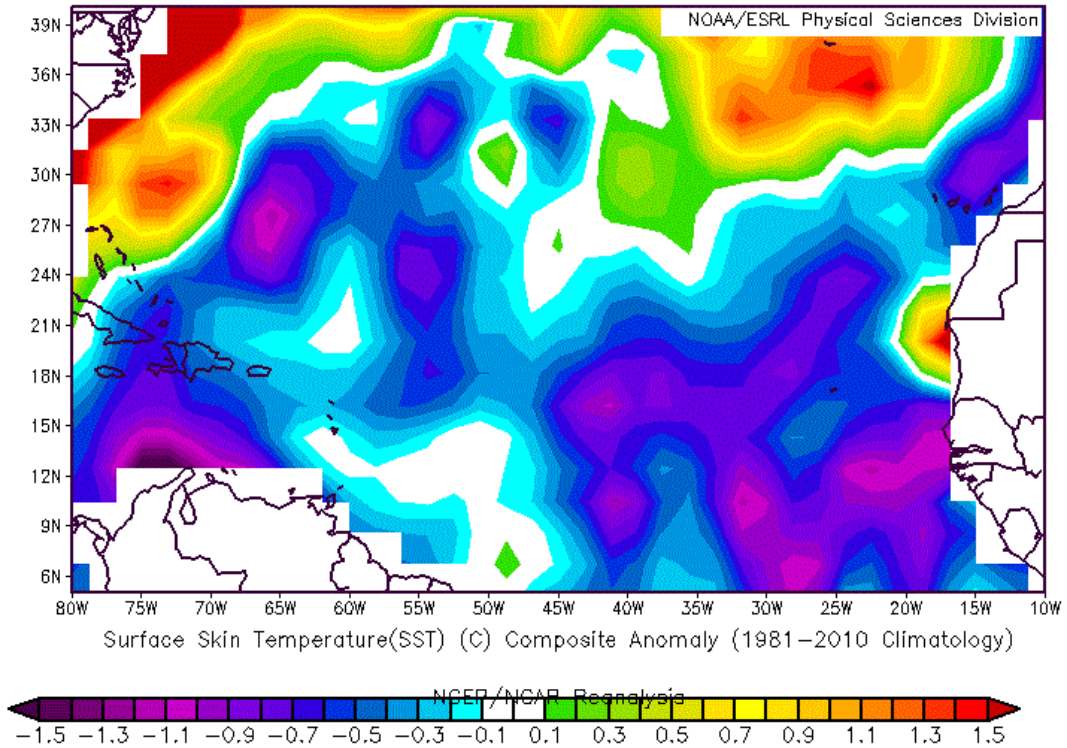 NOAA/ESRL Physical Sciences Division
39N
36N
33N
30N
27N
24N
21N
18N
15N
12N
9N
6N
80W 75W 70W 65W 60W 55W 50W 45W 40W 35W 30W 25W 20W 15W 10W
Surface Skin Temperature(SST) (C) Composite Anomaly (1981-2010 Climatology)
NCEP/NCAR Reanalysis
-1.5 -1.3 -1.1 -0.9 -0.7 -0.5 -0.3 -0.1 0.1 0.3 0.5 0.7 0.9 1.1 1.3 1.5